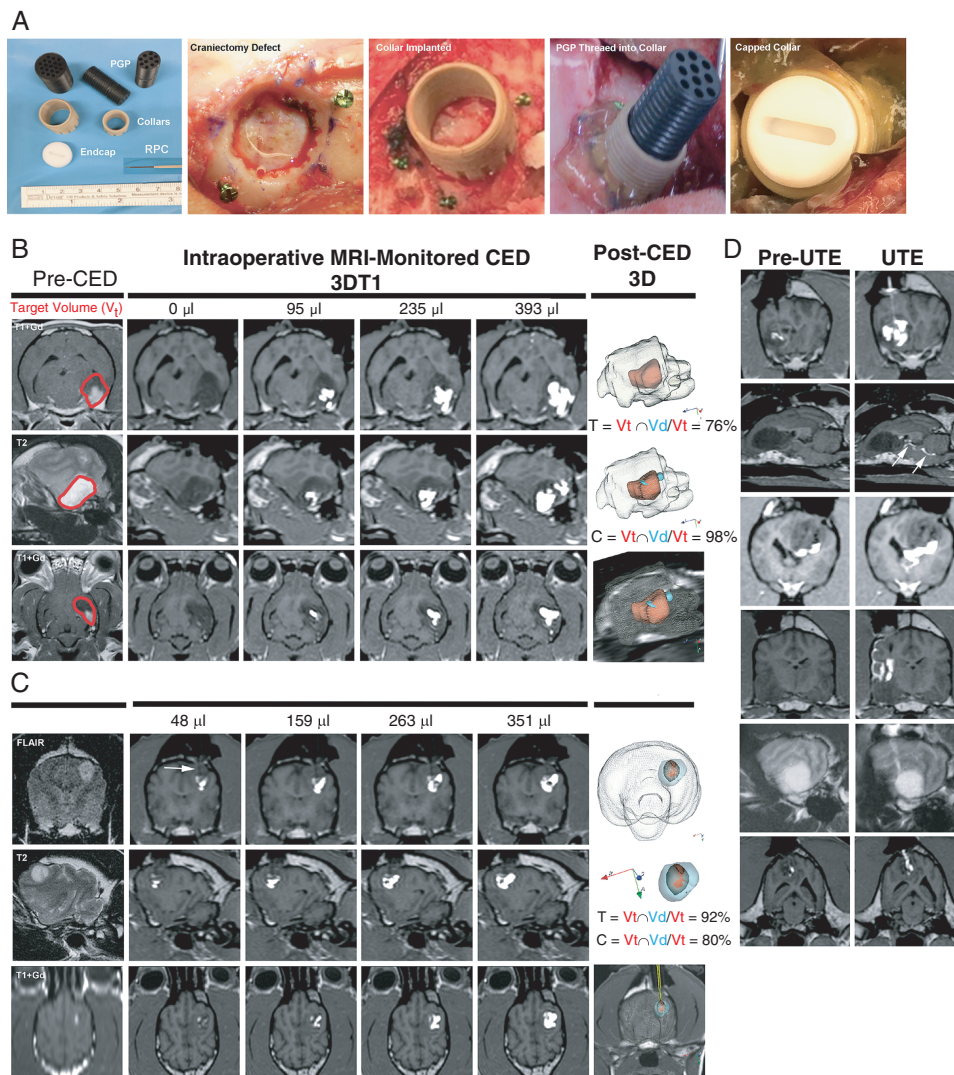 A
PGP
Collars
Endcap
RPC
Craniectomy Defect
Collar Implanted
PGP Threaed into Collar
Capped Collar
B
Pre-CED
Intraoperative MRI-Monitored CED
3DT1
Post-CED
3D
Target Volume (Vt)
0 µl
95 µl
235 µl
393 µl
T1+Gd
T = Vt∩Vd/Vt = 76%
T2
C = Vt∩Vd/Vt = 98%
T1+Gd
C
48 µl
159 µl
263 µl
351 µl
FLAIR
T2
T = Vt∩Vd/Vt = 92%
C = Vt∩Vd/Vt = 80%
T1+Gd
D
Pre-UTE
UTE